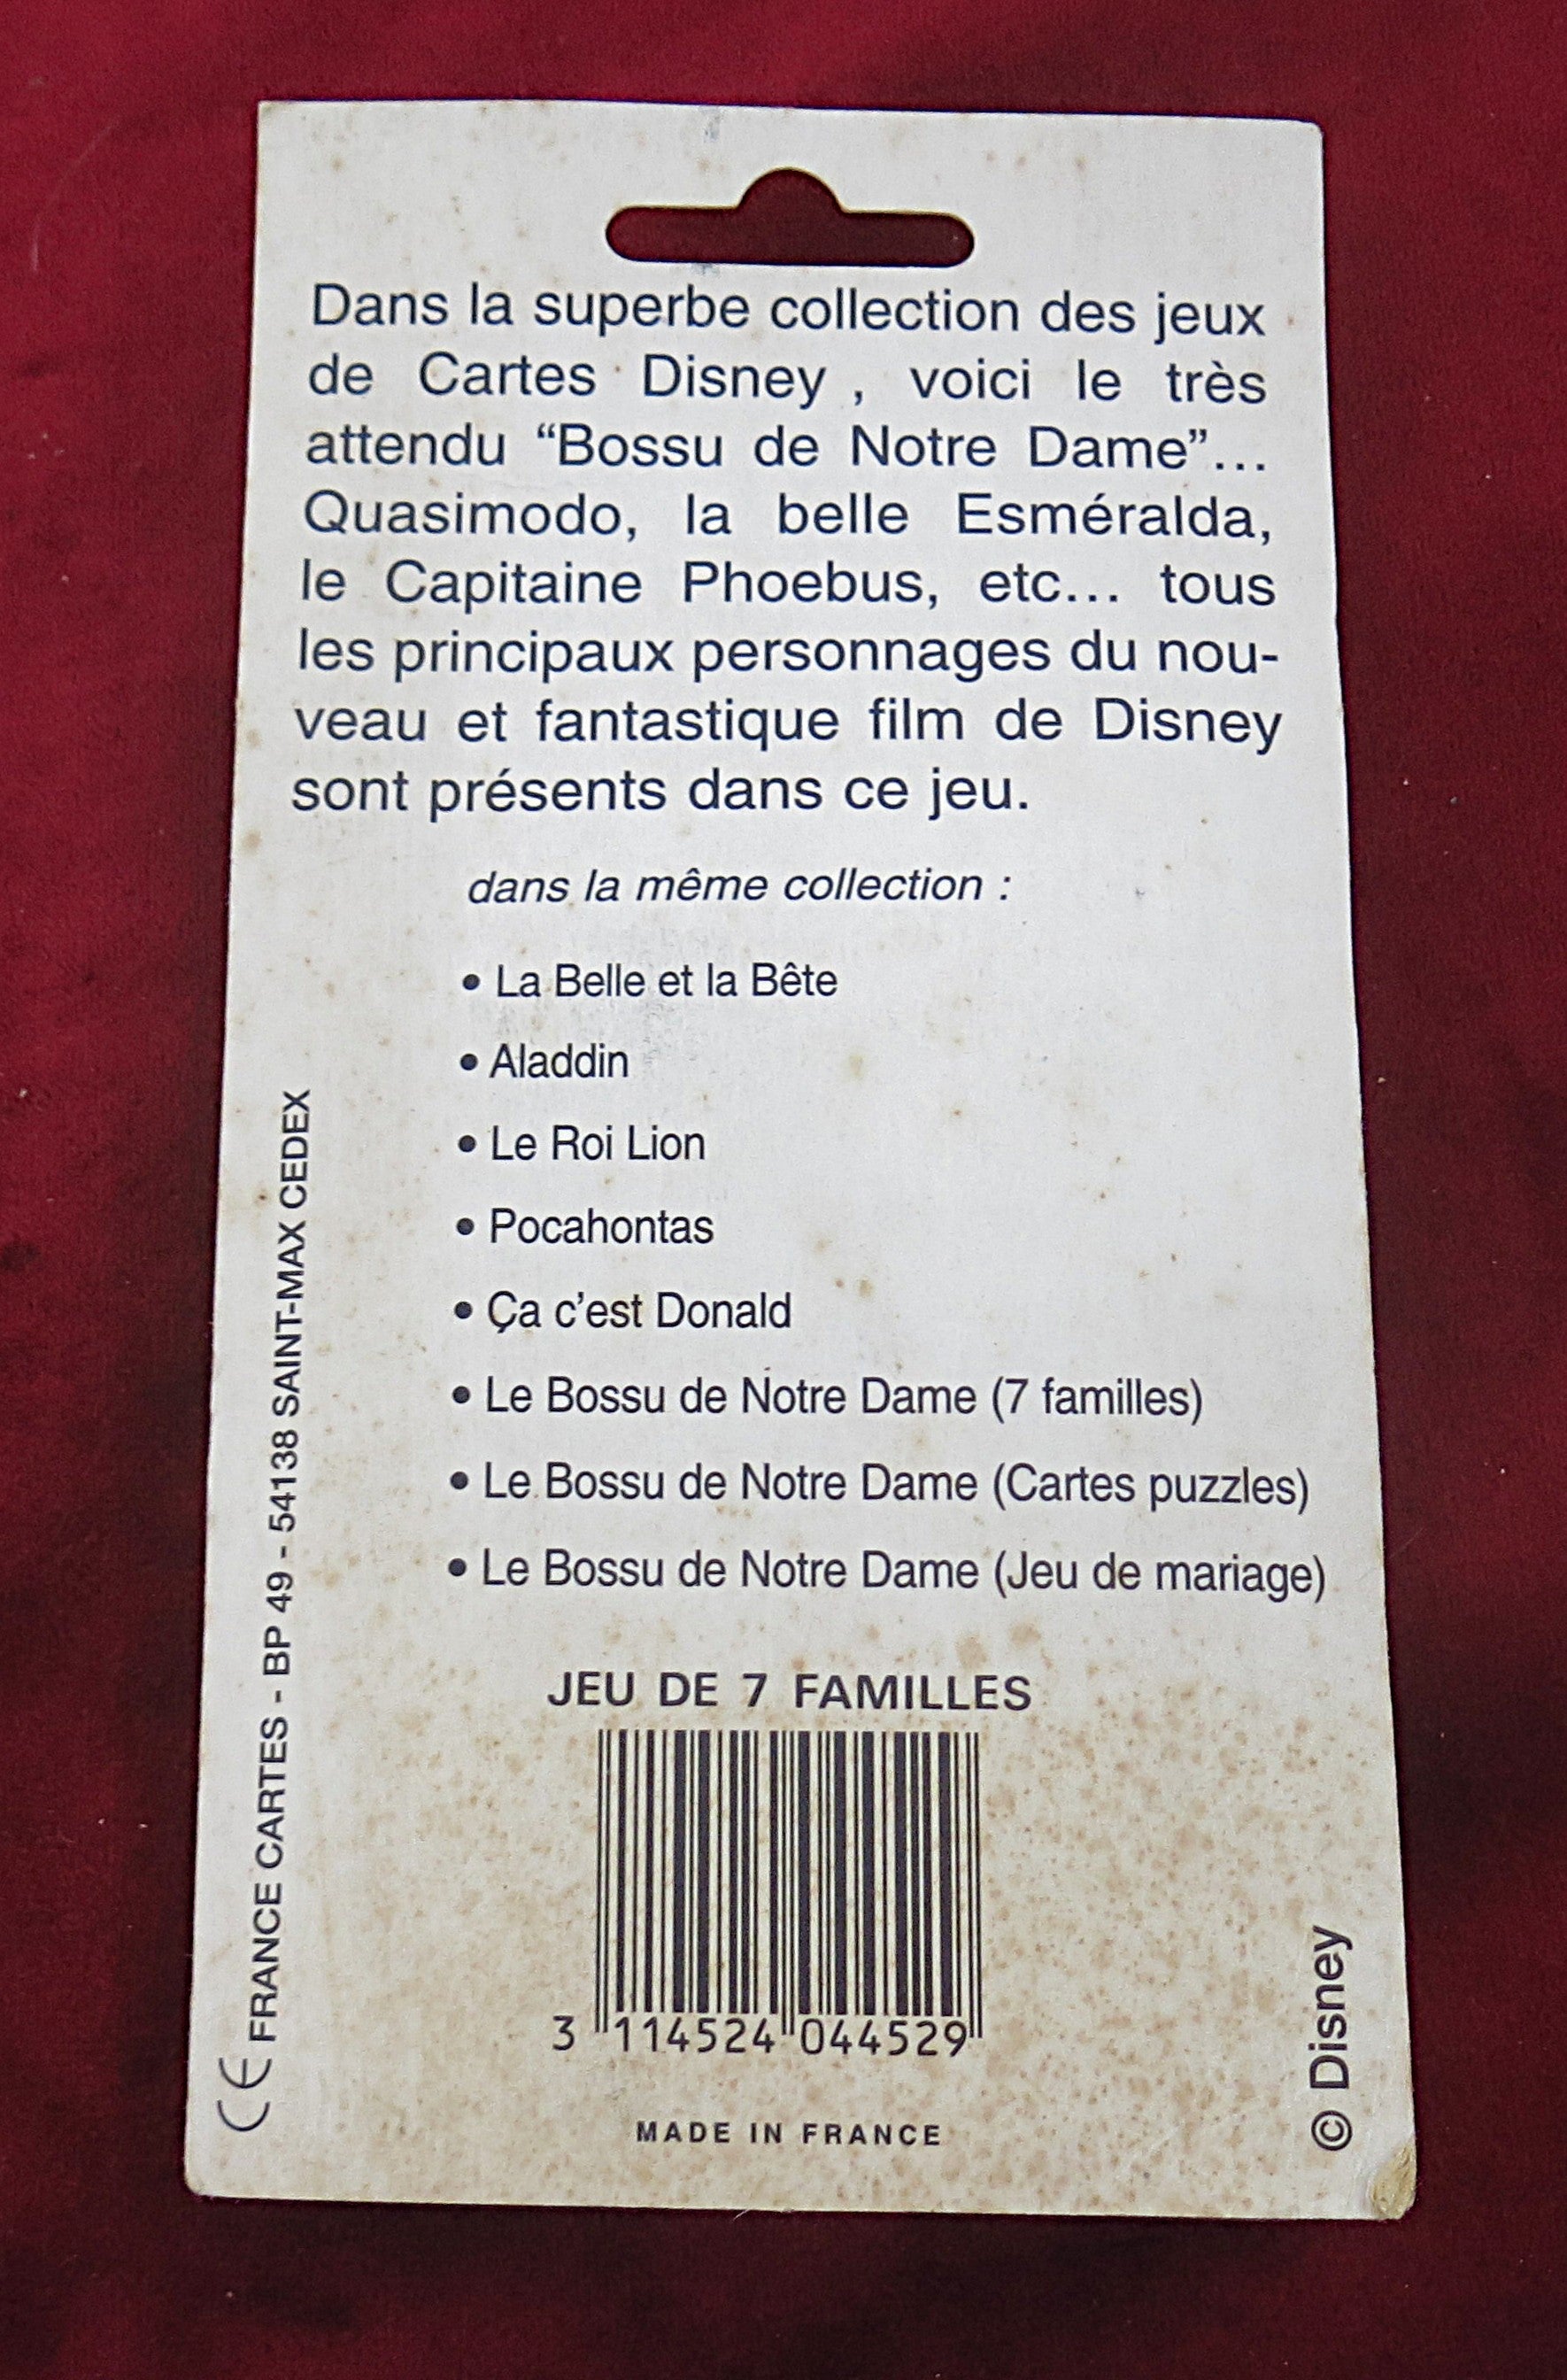 Dans la superbe collection des jeux
de Cartes Disney , voici le très
attendu “Bossu de Notre Dame”...
Quasimodo, la belle Esméralda,
le Capitaine Phoebus, etc... tous
les principaux personnages du nou-
veau et fantastique film de Disney
sont présents dans ce jeu.
dans la même collection :
• La Belle et la Bête
• Aladdin
• Le Roi Lion
• Pocahontas
• Ça c’est Donald
• Le Bossu de Notre Dame (7 familles)
• Le Bossu de Notre Dame (Cartes puzzles)
• Le Bossu de Notre Dame (Jeu de mariage)
JEU DE 7 FAMILLES
3 114524 044529
MADE IN FRANCE
CE FRANCE CARTES - BP 49 - 54138 SAINT-MAX CEDEX
© Disney